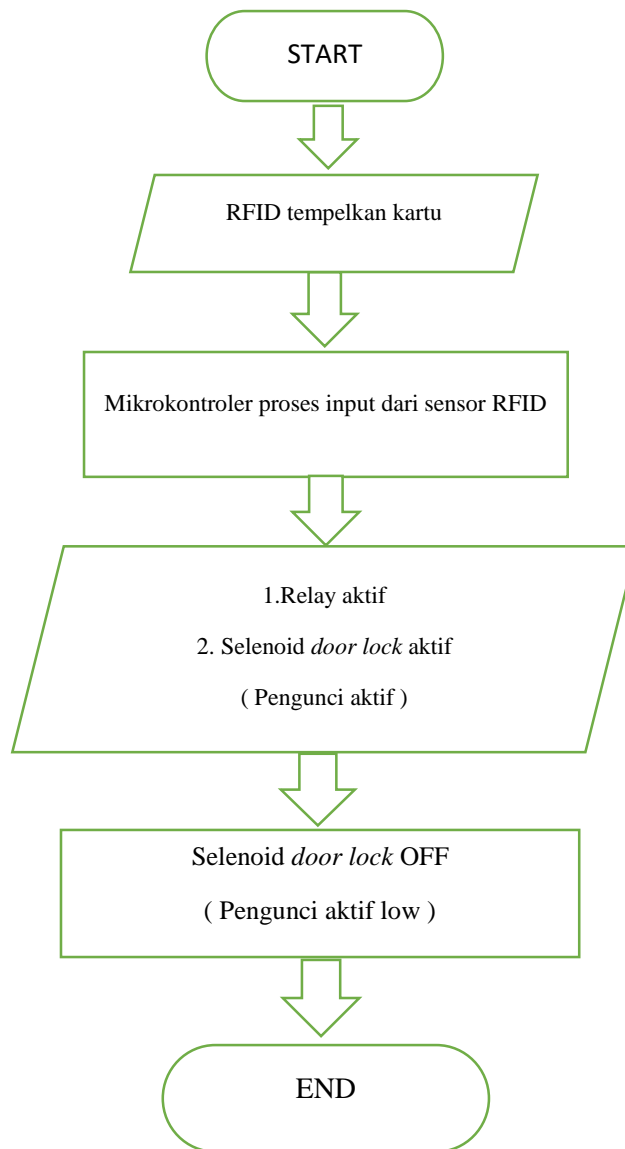 START
RFID tempelkan kartu
Mikrokontroler proses input dari sensor RFID
1.Relay aktif
2. Selenoid door lock aktif
( Pengunci aktif )
Selenoid door lock OFF
( Pengunci aktif low )
END